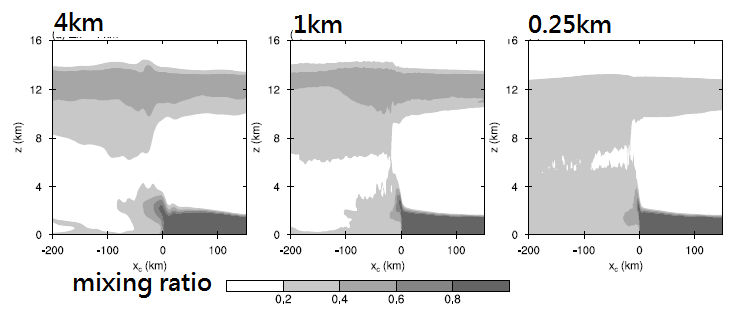 4km 1km 0.25km
16 16 16
12 12 12
8 8 8
4 4 4
0 0 0
z (km) z (km) z (km)
-200 -100 0 100 -200 -100 0 100 -200 -100 0 100
x_c (km) x_c (km) x_c (km)
mixing ratio
0.2 0.4 0.6 0.8